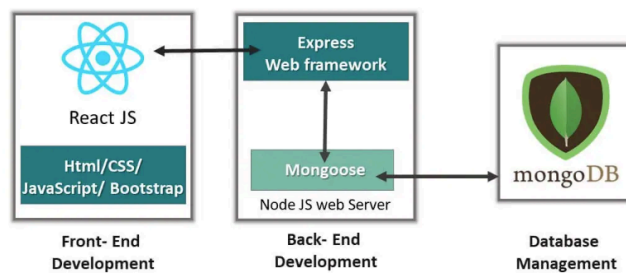 React JS
Html/CSS/
JavaScript/ Bootstrap
Front- End
Development
Express
Web framework
Mongoose
Node JS web Server
Back- End
Development
mongoDB
Database
Management